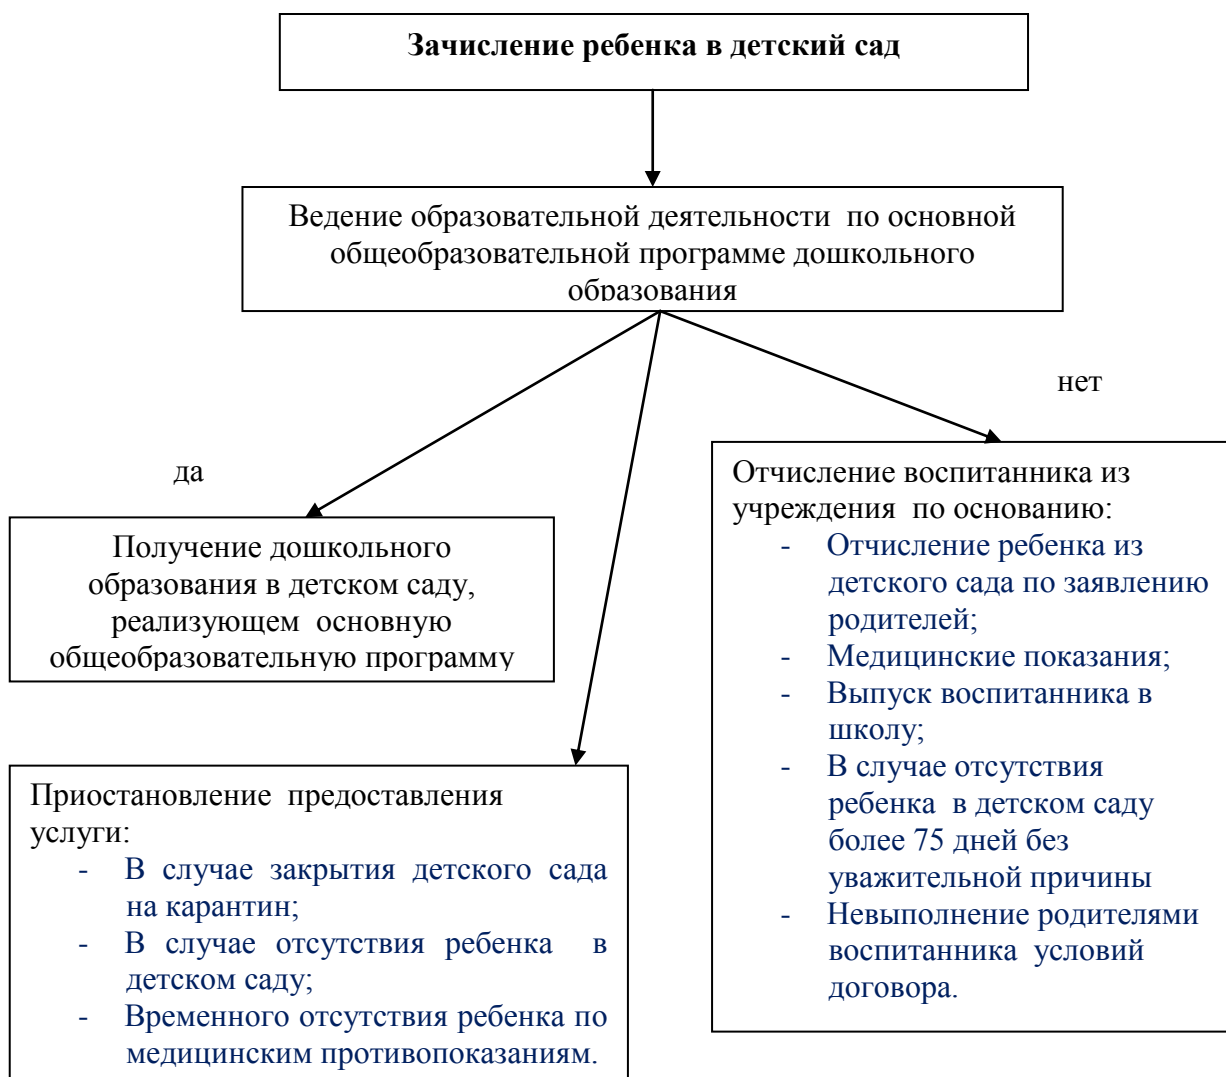 Зачисление ребенка в детский сад
Ведение образовательной деятельности по основной
общеобразовательной программе дошкольного
образования
нет
да
Получение дошкольного
образования в детском саду,
реализующем основную
общеобразовательную программу
Отчисление воспитанника из
учреждения по основанию:
- Отчисление ребенка из
детского сада по заявлению
родителей;
- Медицинские показания;
- Выпуск воспитанника в
школу;
- В случае отсутствия
ребенка в детском саду
более 75 дней без
уважительной причины
- Невыполнение родителями
воспитанника условий
договора.
Приостановление предоставления
услуги:
- В случае закрытия детского сада
на карантин;
- В случае отсутствия ребенка в
детском саду;
- Временного отсутствия ребенка по
медицинским противопоказаниям.